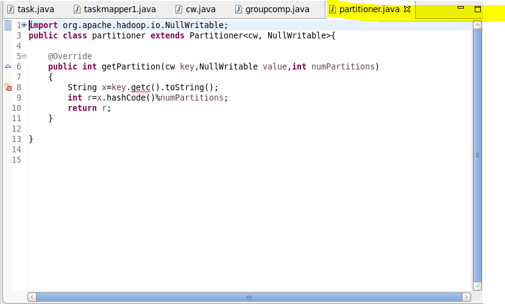 task.java taskmapper1.java cw.java groupcomp.java partitioner.java
1 import org.apache.hadoop.io.NullWritable;
3 public class partitioner extends Partitioner<cw, NullWritable>{
4
5 @Override
6 public int getPartition(cw key,NullWritable value,int numPartitions)
7 {
8 String x=key.getc().toString();
9 int r=x.hashCode()%numPartitions;
10 return r;
11 }
12
13 }
14
15